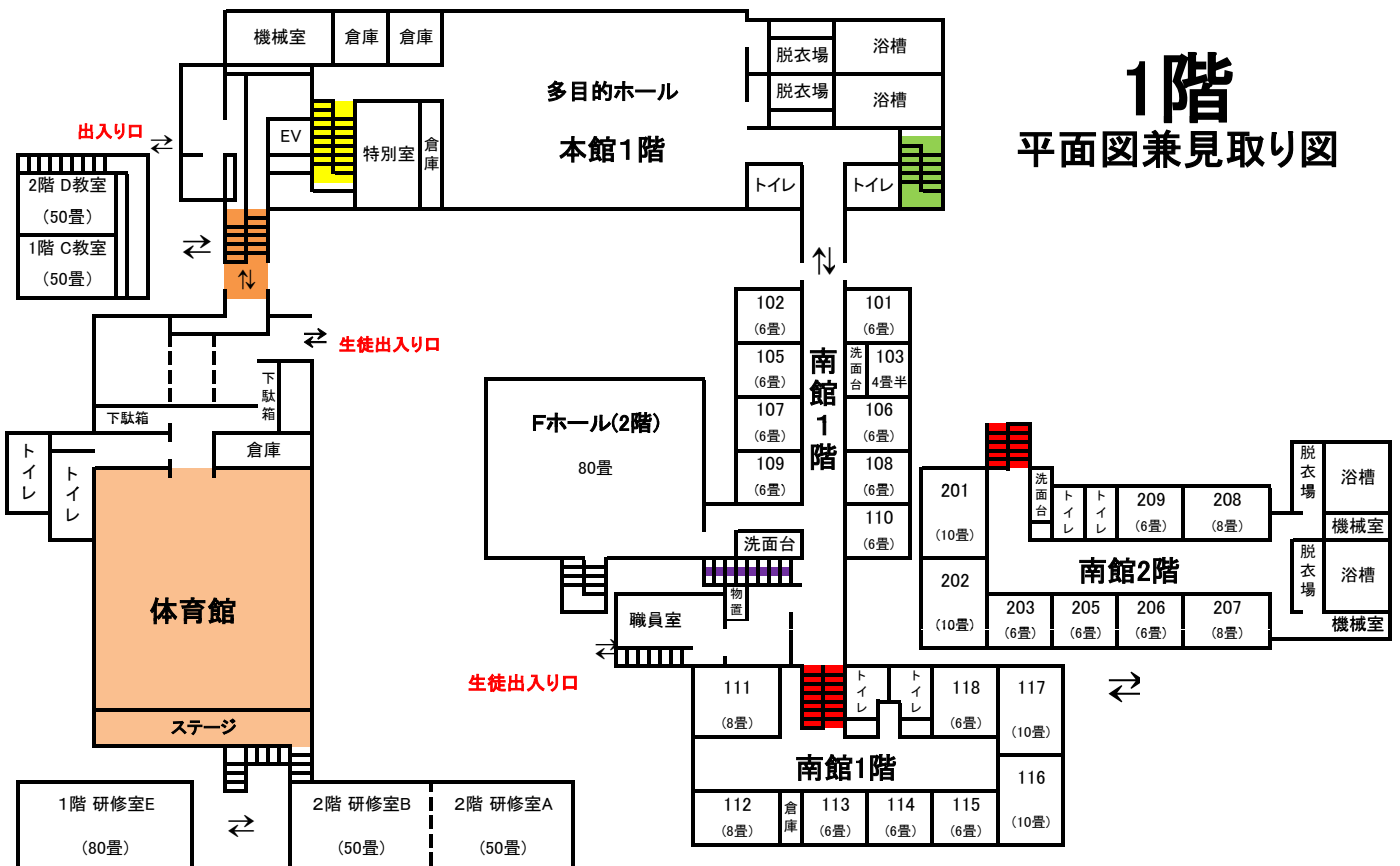 1階
平面図兼見取り図
機械室
倉庫
倉庫
多目的ホール
本館1階
脱衣場
浴槽
脱衣場
浴槽
出入り口
EV
特別室
倉庫
トイレ
トイレ
2階 D教室
(50畳)
1階 C教室
(50畳)
生徒出入り口
下駄箱
下駄箱
トイレ
トイレ
倉庫
体育館
ステージ
1階 研修室E
(80畳)
2階 研修室B
(50畳)
2階 研修室A
(50畳)
Fホール(2階)
80畳
102
(6畳)
101
(6畳)
105
(6畳)
洗面台
103
4畳半
107
(6畳)
106
(6畳)
109
(6畳)
108
(6畳)
110
(6畳)
南館1階
洗面台
物置
職員室
生徒出入り口
111
(8畳)
トイレ
トイレ
118
(6畳)
117
(10畳)
南館1階
116
(10畳)
112
(8畳)
倉庫
113
(6畳)
114
(6畳)
115
(6畳)
201
(10畳)
洗面台
トイレ
トイレ
209
(6畳)
208
(8畳)
脱衣場
浴槽
機械室
南館2階
202
(10畳)
203
(6畳)
205
(6畳)
206
(6畳)
207
(8畳)
脱衣場
浴槽
機械室